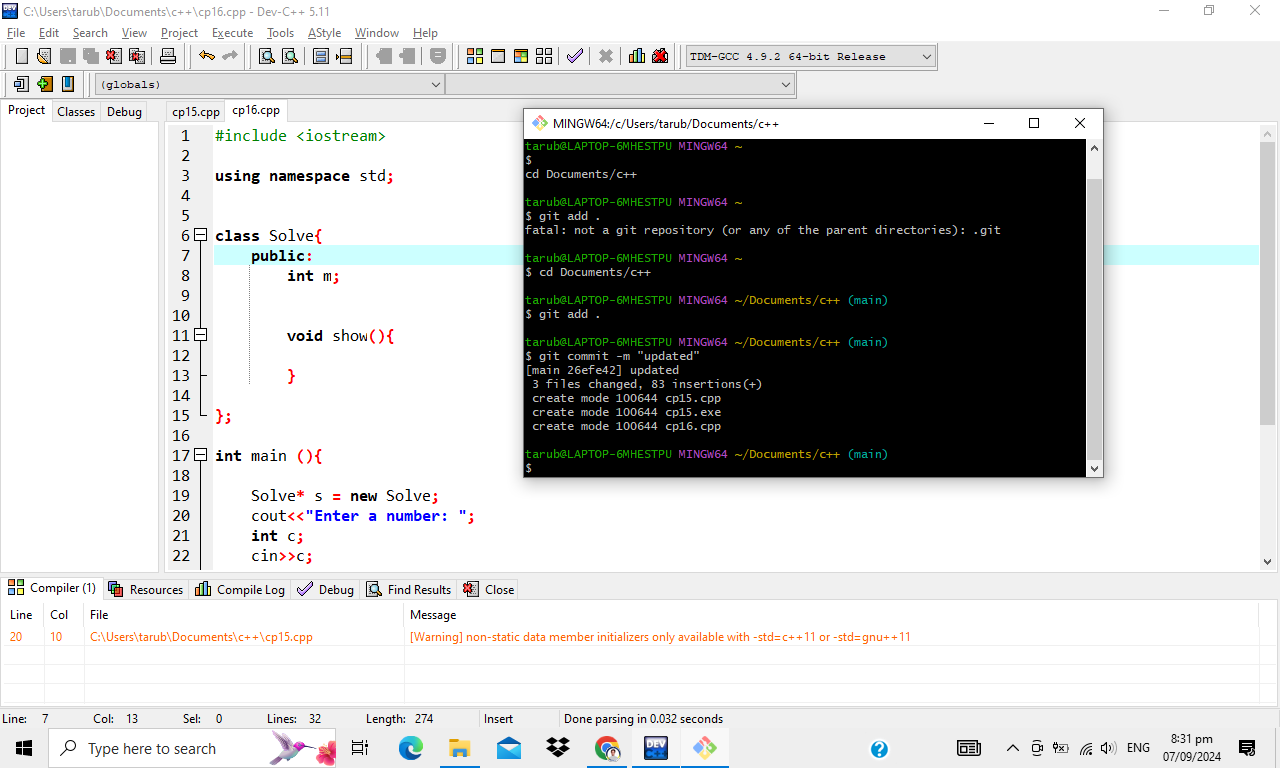 C:\Users\tarub\Documents\c++\cp16.cpp - Dev-C++ 5.11
File Edit Search View Project Execute Tools AStyle Window Help
TDM-GCC 4.9.2 64-bit Release
(globals)
Project Classes Debug
cp15.cpp cp16.cpp
1 #include <iostream>
2
3 using namespace std;
4
5
6 class Solve{
7 public:
8 int m;
9
10
11 void show(){
12
13 }
14
15 };
16
17 int main (){
18
19 Solve* s = new Solve;
20 cout<<"Enter a number: ";
21 int c;
22 cin>>c;
MINGW64:/c/Users/tarub/Documents/c++
tarub@LAPTOP-6MHESTPU MINGW64 ~
$
cd Documents/c++
tarub@LAPTOP-6MHESTPU MINGW64 ~
$ git add .
fatal: not a git repository (or any of the parent directories): .git
tarub@LAPTOP-6MHESTPU MINGW64 ~
$ cd Documents/c++
tarub@LAPTOP-6MHESTPU MINGW64 ~/Documents/c++ (main)
$ git add .
tarub@LAPTOP-6MHESTPU MINGW64 ~/Documents/c++ (main)
$ git commit -m "updated"
[main 26efe42] updated
3 files changed, 83 insertions(+)
create mode 100644 cp15.cpp
create mode 100644 cp15.exe
create mode 100644 cp16.cpp
tarub@LAPTOP-6MHESTPU MINGW64 ~/Documents/c++ (main)
$
Compiler (1) Resources Compile Log Debug Find Results Close
Line Col File Message
20 10 C:\Users\tarub\Documents\c++\cp15.cpp [Warning] non-static data member initializers only available with -std=c++11 or -std=gnu++11
Line: 7 Col: 13 Sel: 0 Lines: 32 Length: 274 Insert Done parsing in 0.032 seconds
Type here to search
DEV
ENG
8:31 pm
07/09/2024